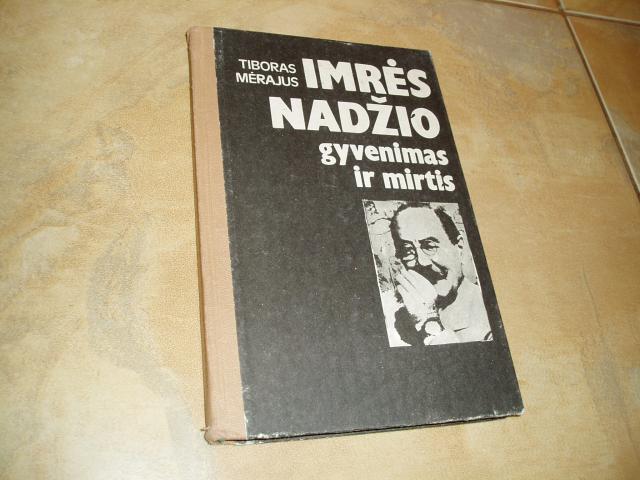 TIBORAS
MĖRAJUS
IMRĖS
NADŽIO
gyvenimas
ir mirtis